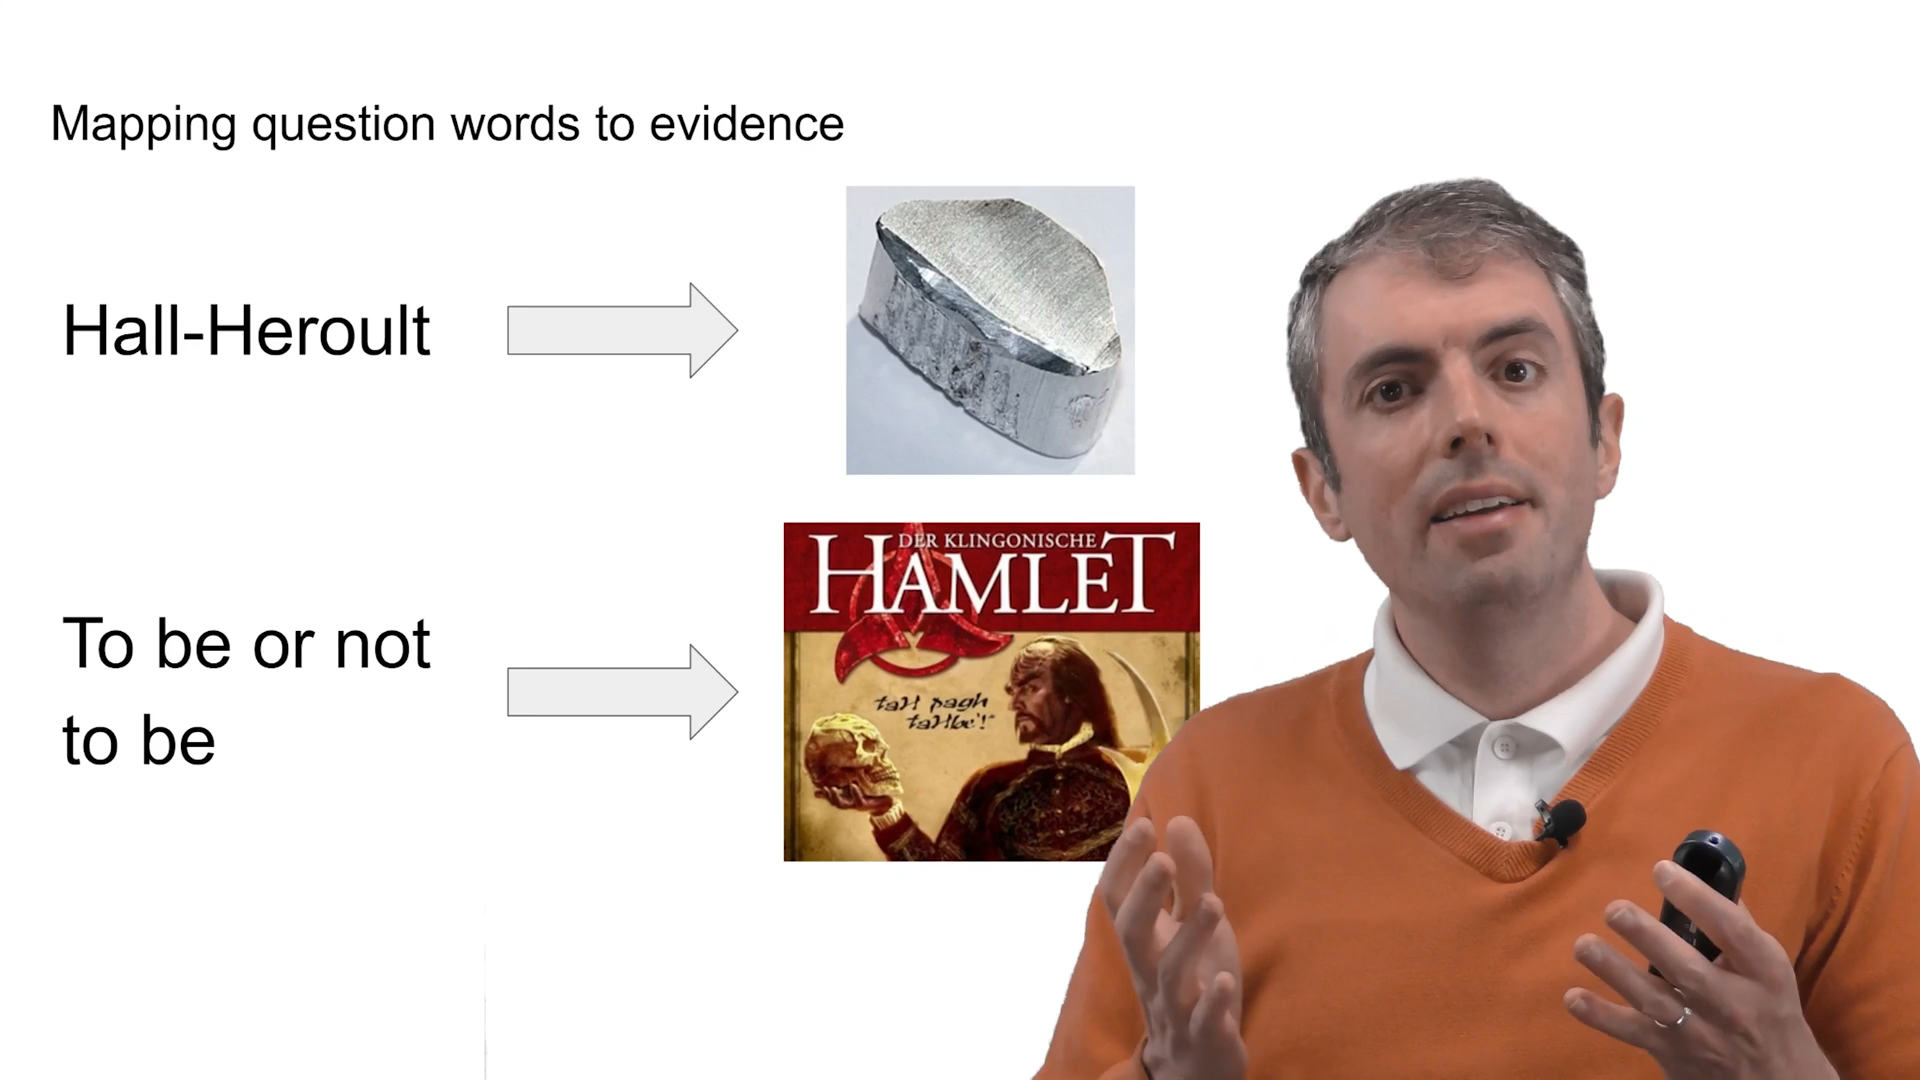 Mapping question words to evidence
Hall-Heroult
To be or not
to be
DER KLINGONISCHE
HAMLET
taH pagh
taHbe'!"